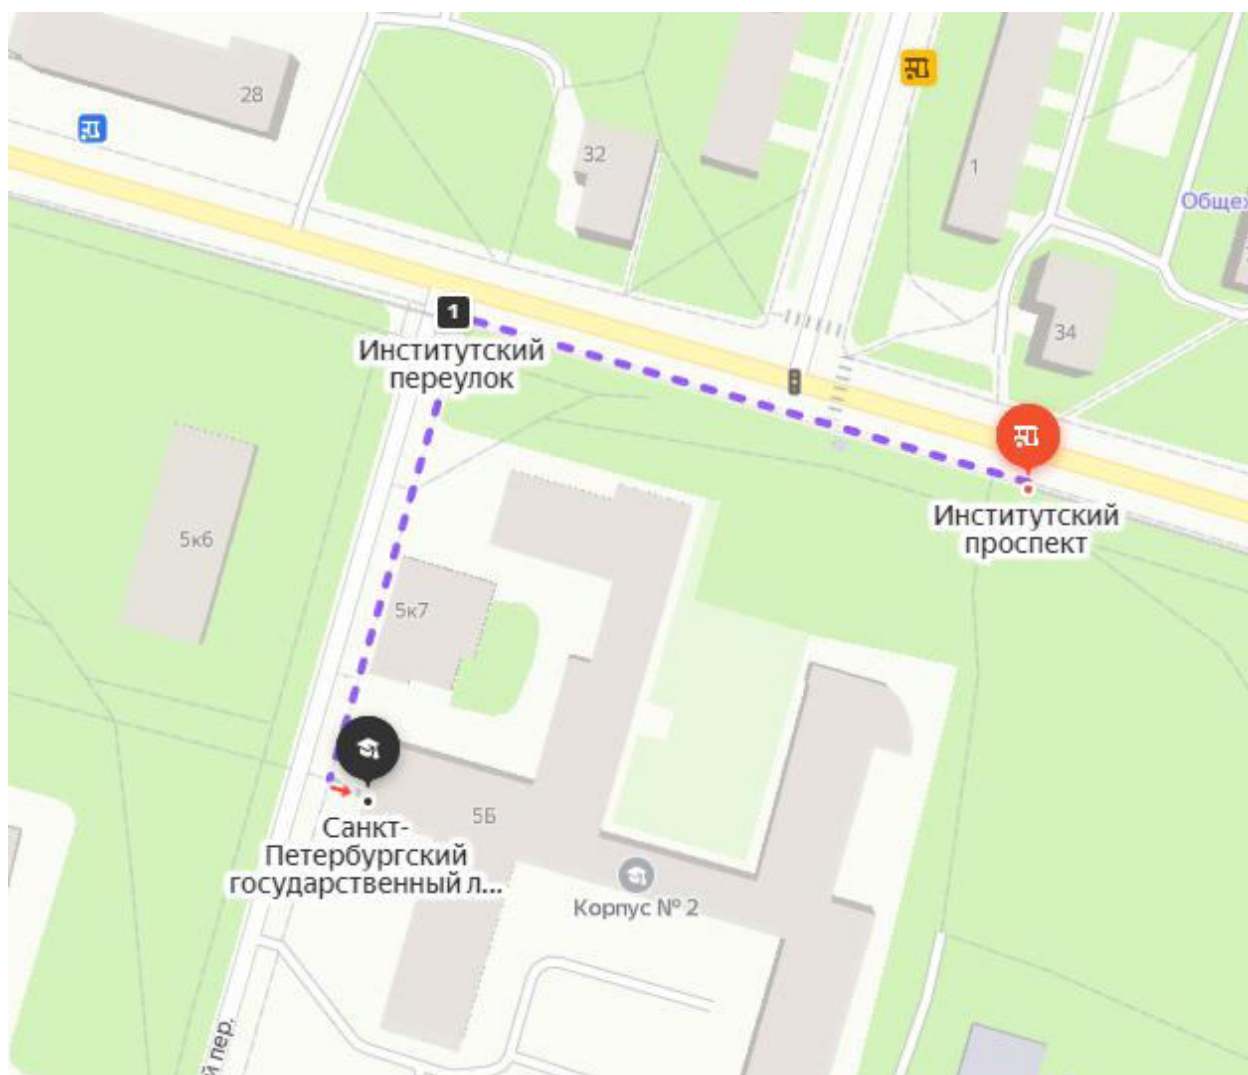 28
32
1
Общеж
1
Институтский
переулок
34
Институтский
проспект
5к6
5к7
5Б
Санкт-
Петербургский
государственный л...
Корпус № 2
й пер.